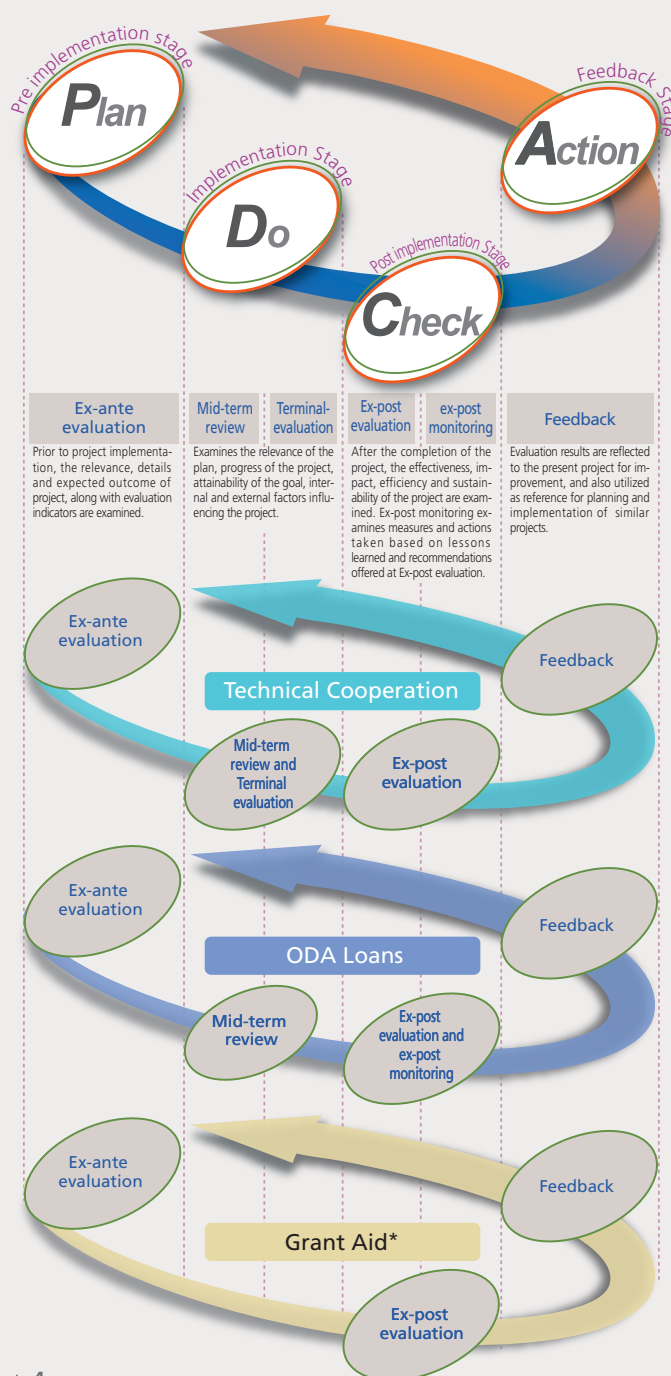 Pre implementation stage
Plan
Feedback Stage
Action
Implementation Stage
Do
Post implementation Stage
Check
Ex-ante
evaluation
Prior to project implementa-
tion, the relevance, details
and expected outcome of
project, along with evaluation
indicators are examined.
Mid-term
review
Terminal-
evaluation
Examines the relevance of the
plan, progress of the project,
attainability of the goal, inter-
nal and external factors influ-
encing the project.
Ex-post
evaluation
ex-post
monitoring
After the completion of the
project, the effectiveness, im-
pact, efficiency and sustain-
ability of the project are exam-
ined. Ex-post monitoring ex-
amines measures and actions
taken based on lessons
learned and recommendations
offered at Ex-post evaluation.
Feedback
Evaluation results are reflected
to the present project for im-
provement, and also utilized
as reference for planning and
implementation of similar
projects.
Ex-ante
evaluation
Feedback
Technical Cooperation
Mid-term
review and
Terminal
evaluation
Ex-post
evaluation
Ex-ante
evaluation
Feedback
ODA Loans
Mid-term
review
Ex-post
evaluation and
ex-post
monitoring
Ex-ante
evaluation
Feedback
Grant Aid*
Ex-post
evaluation